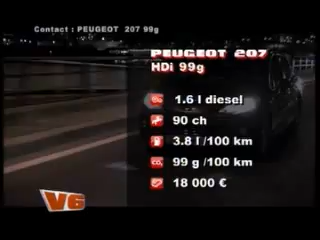 Contact : PEUGEOT 207 99g
PEUGEOT 207
HDi 99g
1.6 l diesel
90 ch
3.8 l /100 km
CO2 99 g /100 km
18 000 €
V6